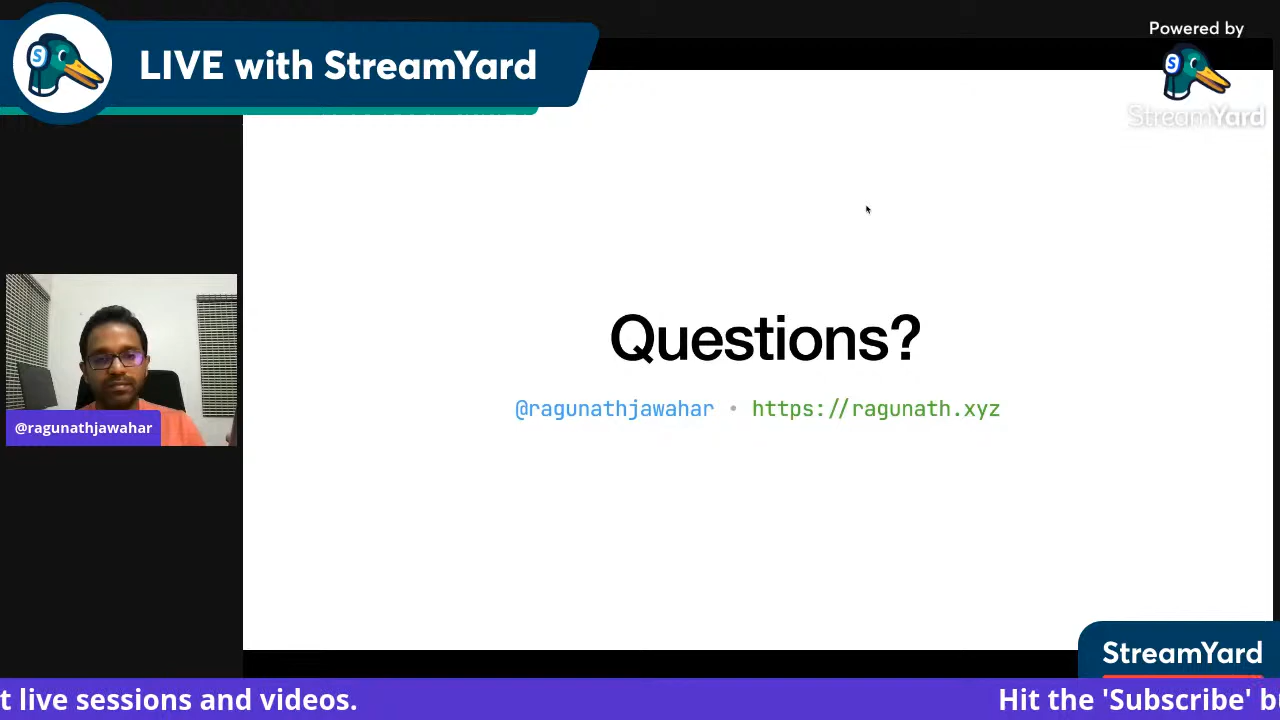 LIVE with StreamYard
Powered by
StreamYard
S
S
Questions?
@ragunathjawahar • https://ragunath.xyz
@ragunathjawahar
StreamYard
t live sessions and videos.
Hit the 'Subscribe' b